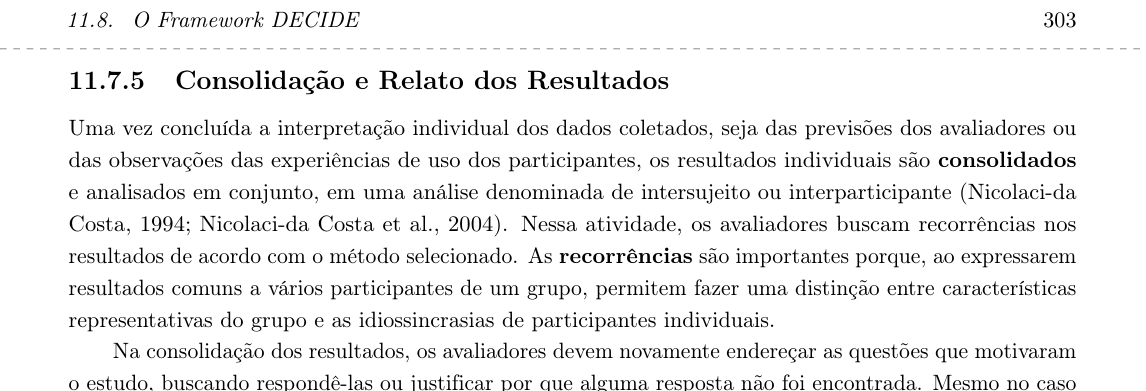 11.8. O Framework DECIDE 303
11.7.5 Consolidação e Relato dos Resultados
Uma vez concluída a interpretação individual dos dados coletados, seja das previsões dos avaliadores ou
das observações das experiências de uso dos participantes, os resultados individuais são consolidados
e analisados em conjunto, em uma análise denominada de intersujeito ou interparticipante (Nicolaci-da
Costa, 1994; Nicolaci-da Costa et al., 2004). Nessa atividade, os avaliadores buscam recorrências nos
resultados de acordo com o método selecionado. As recorrências são importantes porque, ao expressarem
resultados comuns a vários participantes de um grupo, permitem fazer uma distinção entre características
representativas do grupo e as idiossincrasias de participantes individuais.
Na consolidação dos resultados, os avaliadores devem novamente endereçar as questões que motivaram
o estudo, buscando respondê-las ou justificar por que alguma resposta não foi encontrada. Mesmo no caso